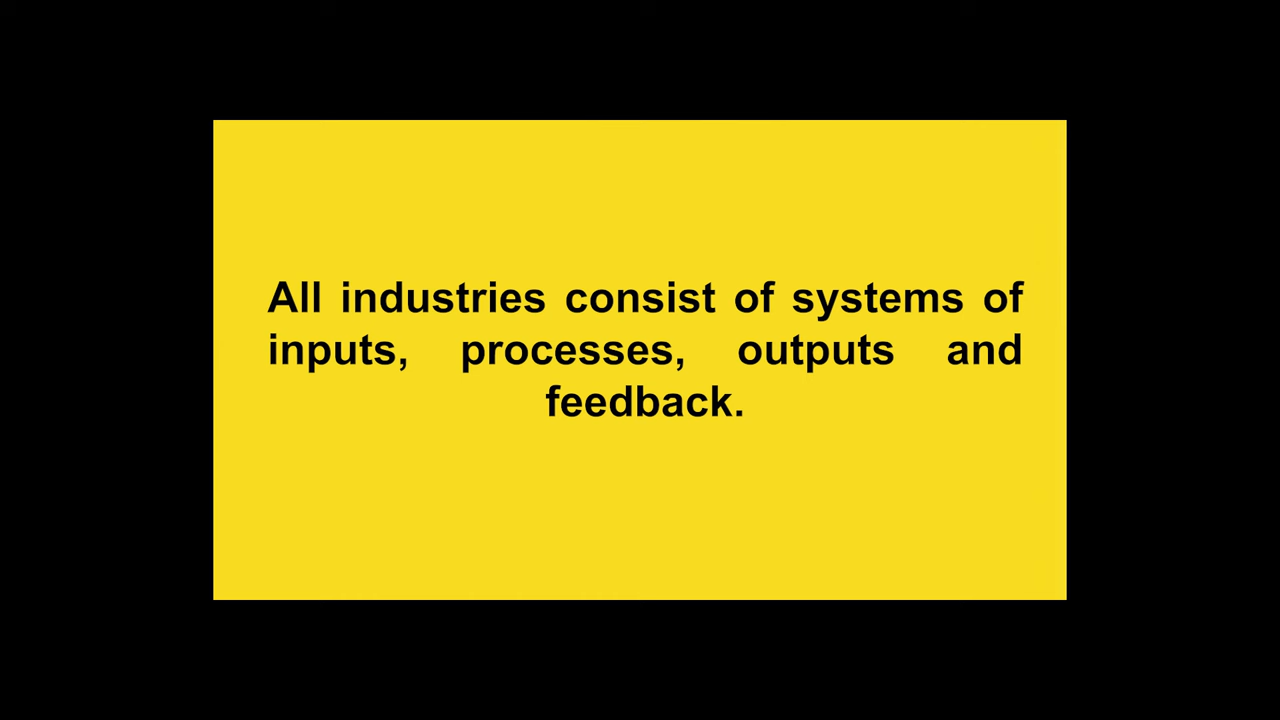 All industries consist of systems of
inputs, processes, outputs and
feedback.